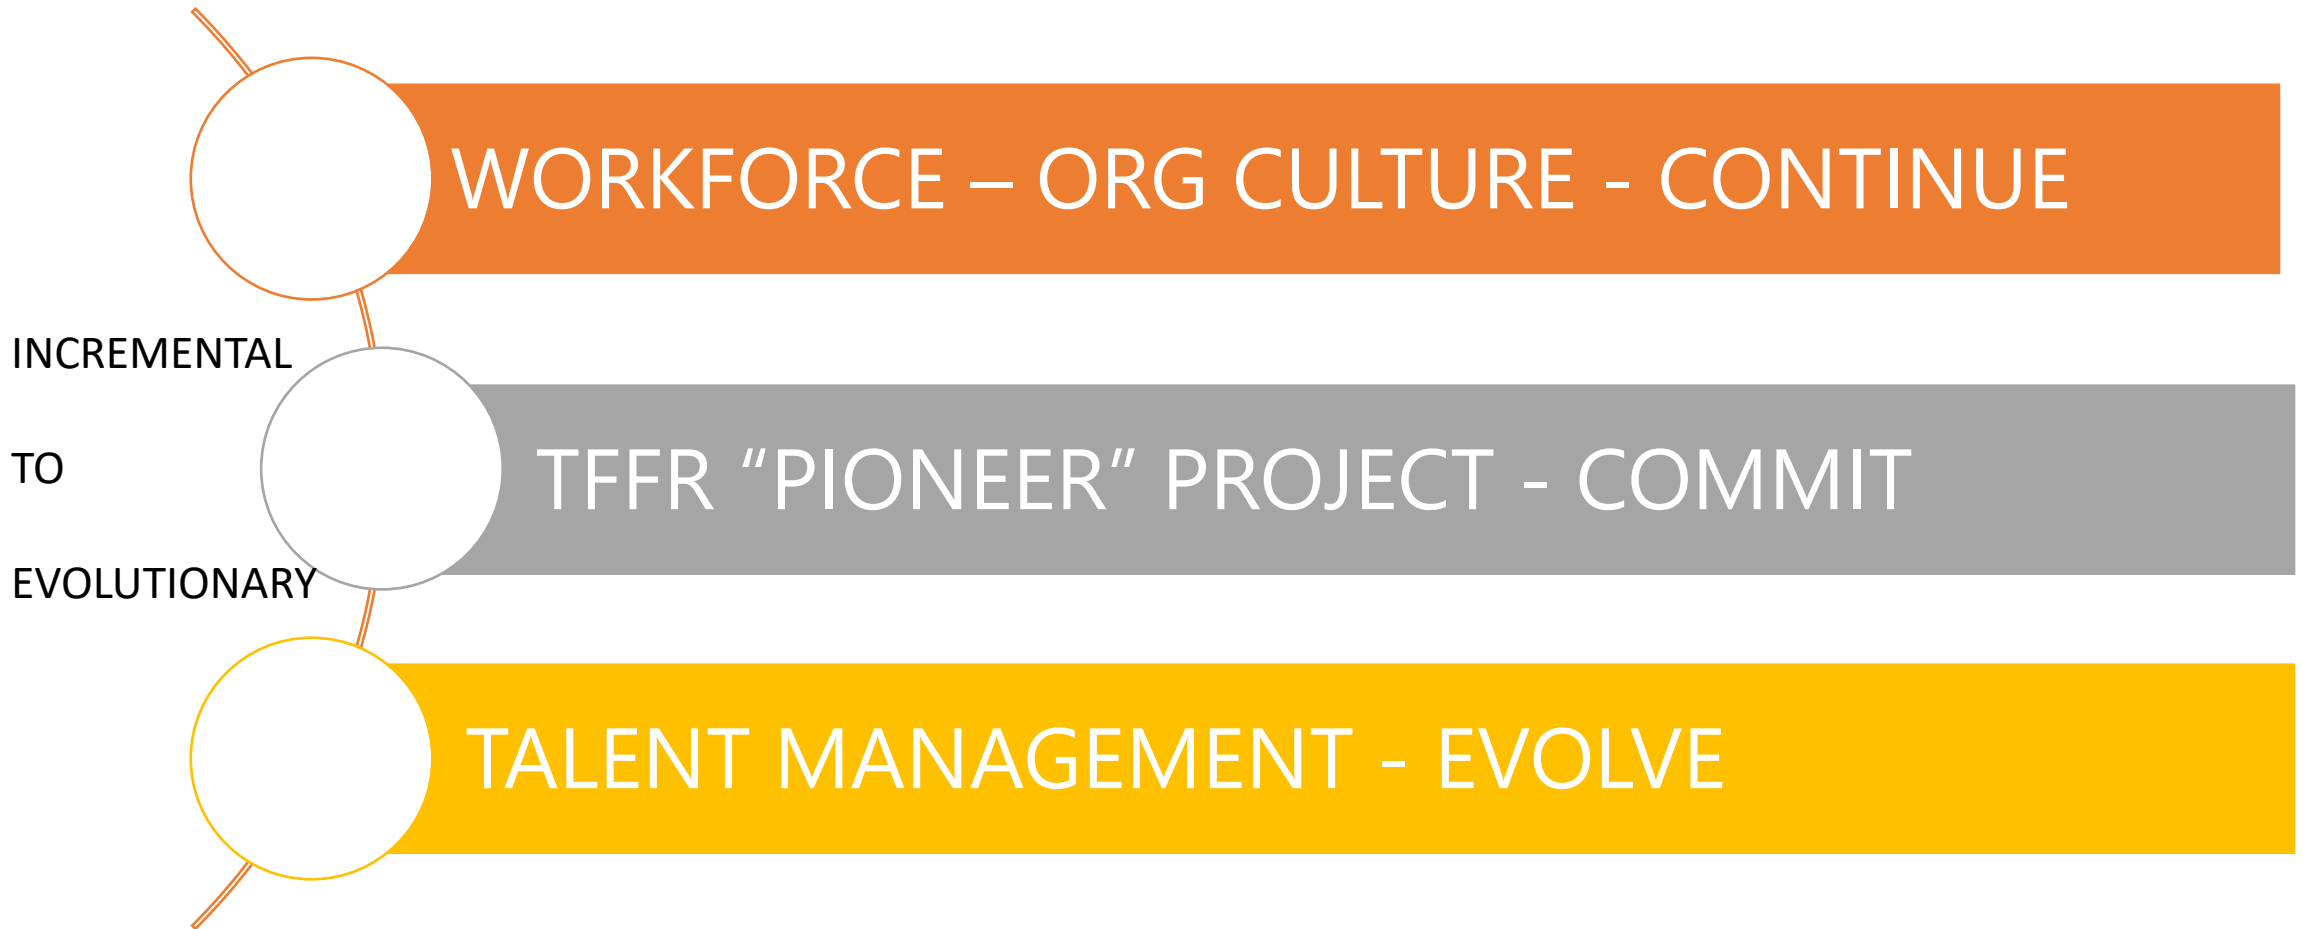 WORKFORCE – ORG CULTURE - CONTINUE
INCREMENTAL
TO
EVOLUTIONARY
TFFR “PIONEER” PROJECT - COMMIT
TALENT MANAGEMENT - EVOLVE